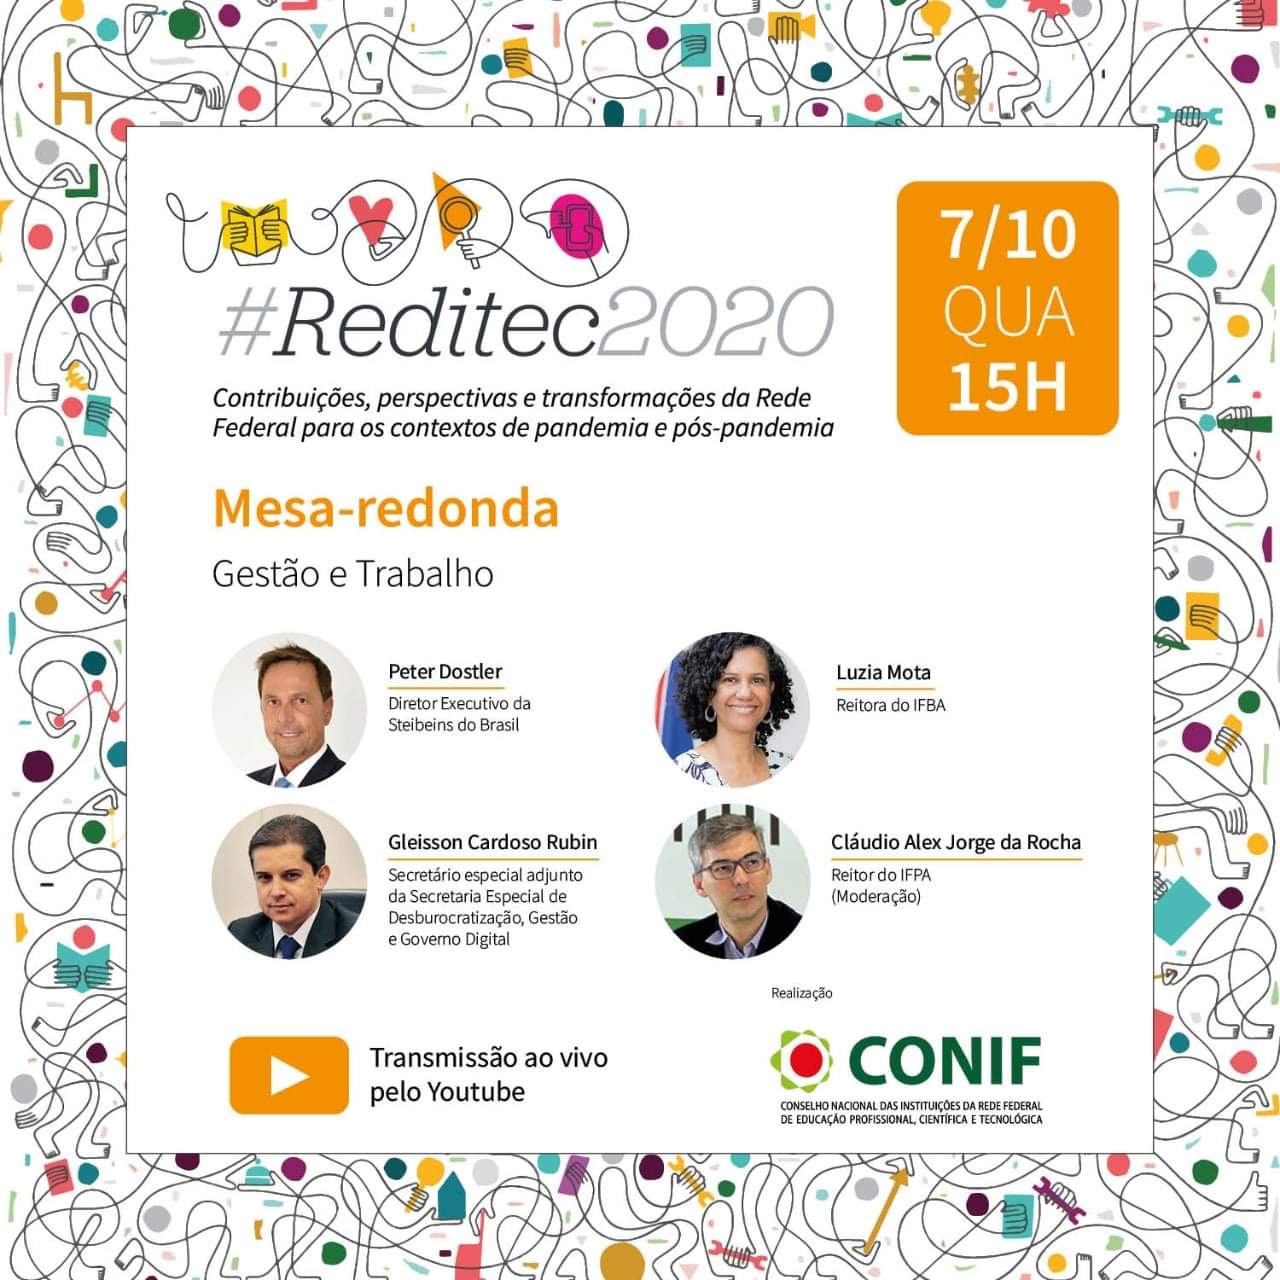 #Reditec2020
Contribuições, perspectivas e transformações da Rede
Federal para os contextos de pandemia e pós-pandemia
7/10
QUA
15H
Mesa-redonda
Gestão e Trabalho
Peter Dostler
Diretor Executivo da
Steibeins do Brasil
Luzia Mota
Reitora do IFBA
Gleisson Cardoso Rubin
Secretário especial adjunto
da Secretaria Especial de
Desburocratização, Gestão
e Governo Digital
Cláudio Alex Jorge da Rocha
Reitor do IFPA
(Moderação)
Transmissão ao vivo
pelo Youtube
Realização
CONIF
CONSELHO NACIONAL DAS INSTITUIÇÕES DA REDE FEDERAL
DE EDUCAÇÃO PROFISSIONAL, CIENTÍFICA E TECNOLÓGICA